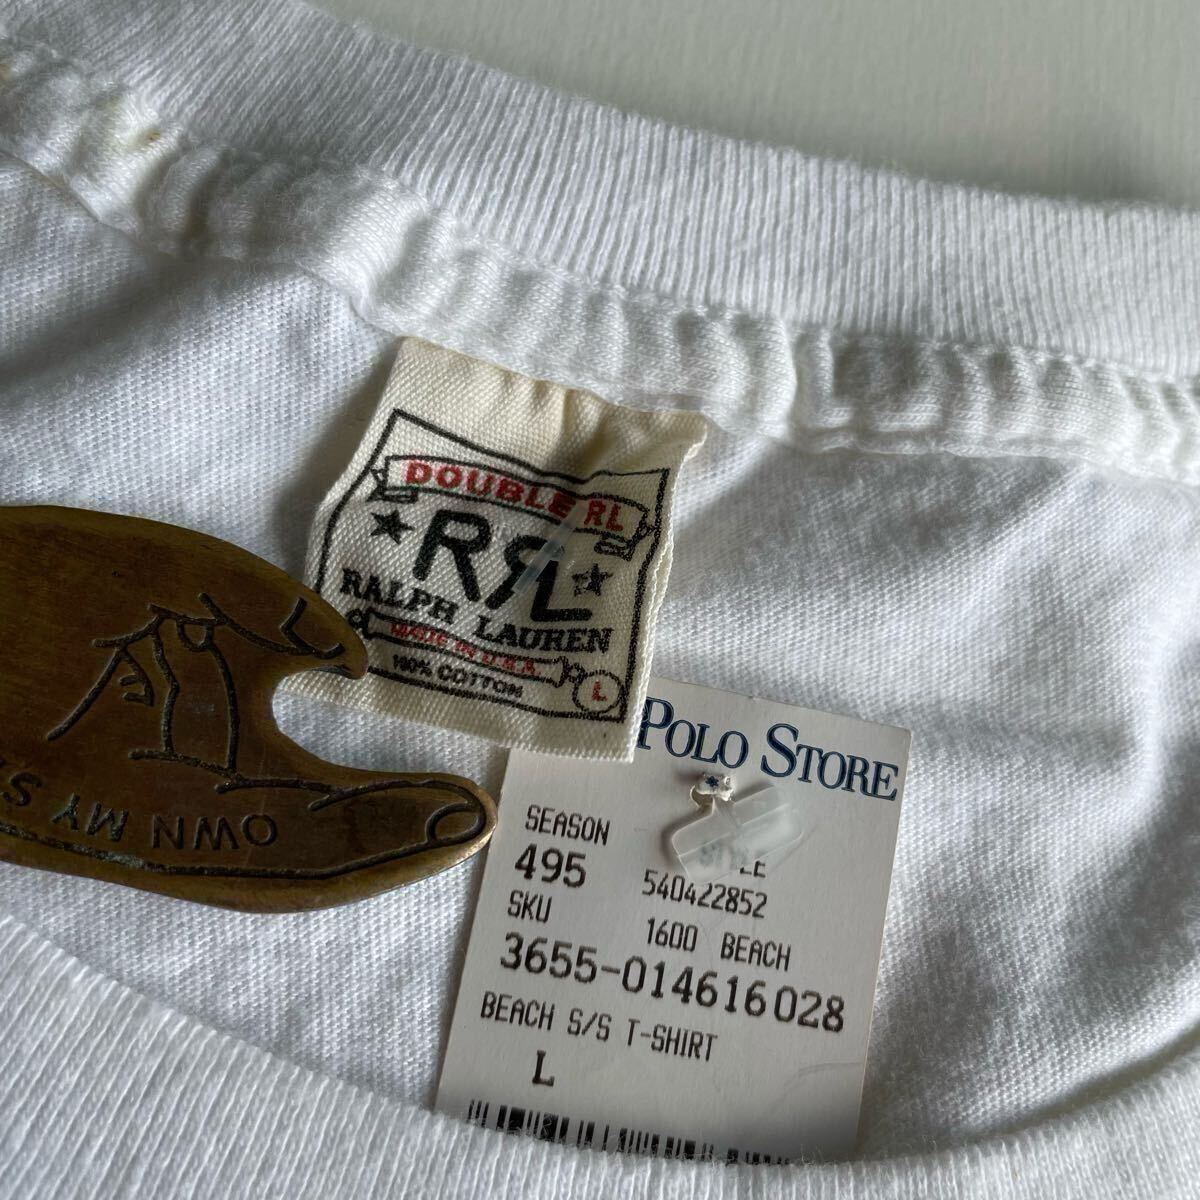 DOUBLE RL
RRL
RALPH LAUREN
MADE IN U.S.A.
100% COTTON
L
OWN MY S
POLO STORE
SEASON
495
540422852
SKU
1600 BEACH
3655-014616028
BEACH S/S T-SHIRT
L